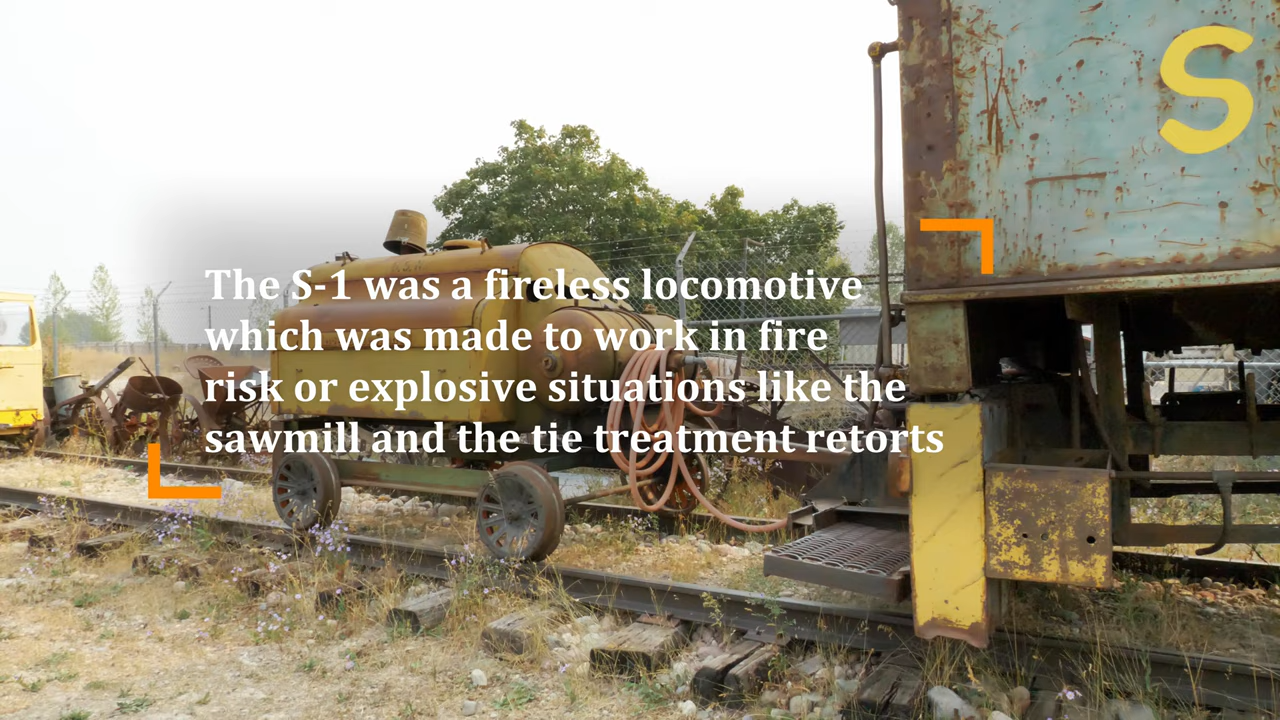 S
The S-1 was a fireless locomotive
which was made to work in fire
risk or explosive situations like the
sawmill and the tie treatment retorts